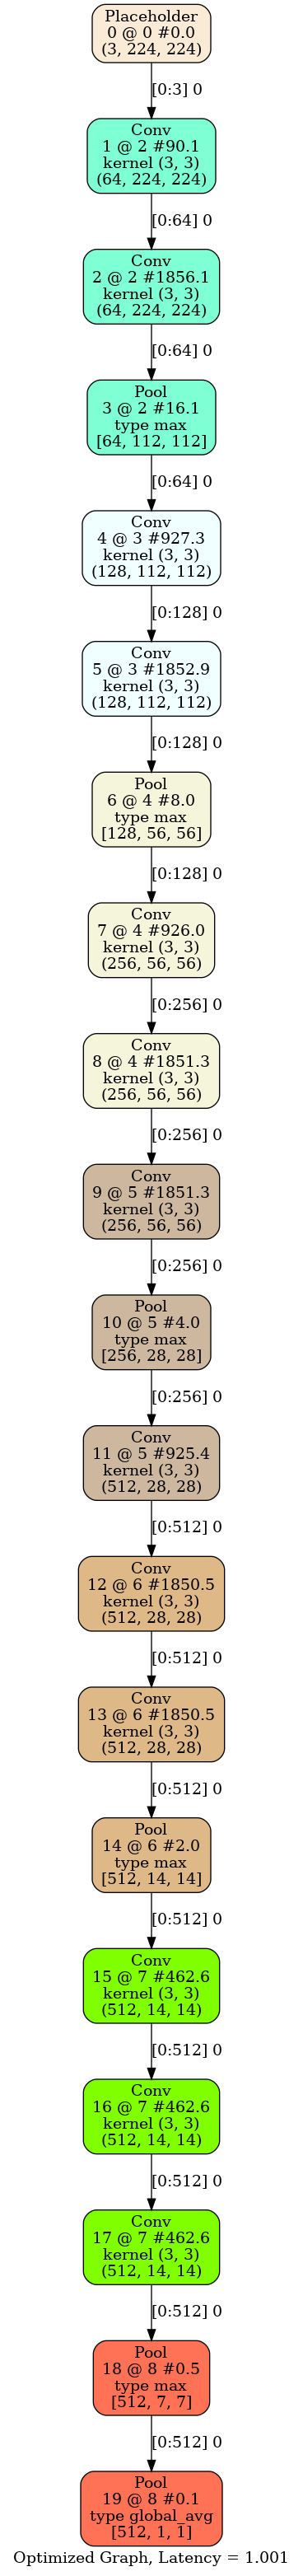 Placeholder
0 @ 0 #0.0
(3, 224, 224)
[0:3] 0
Conv
1 @ 2 #90.1
kernel (3, 3)
(64, 224, 224)
[0:64] 0
Conv
2 @ 2 #1856.1
kernel (3, 3)
(64, 224, 224)
[0:64] 0
Pool
3 @ 2 #16.1
type max
[64, 112, 112]
[0:64] 0
Conv
4 @ 3 #927.3
kernel (3, 3)
(128, 112, 112)
[0:128] 0
Conv
5 @ 3 #1852.9
kernel (3, 3)
(128, 112, 112)
[0:128] 0
Pool
6 @ 4 #8.0
type max
[128, 56, 56]
[0:128] 0
Conv
7 @ 4 #926.0
kernel (3, 3)
(256, 56, 56)
[0:256] 0
Conv
8 @ 4 #1851.3
kernel (3, 3)
(256, 56, 56)
[0:256] 0
Conv
9 @ 5 #1851.3
kernel (3, 3)
(256, 56, 56)
[0:256] 0
Pool
10 @ 5 #4.0
type max
[256, 28, 28]
[0:256] 0
Conv
11 @ 5 #925.4
kernel (3, 3)
(512, 28, 28)
[0:512] 0
Conv
12 @ 6 #1850.5
kernel (3, 3)
(512, 28, 28)
[0:512] 0
Conv
13 @ 6 #1850.5
kernel (3, 3)
(512, 28, 28)
[0:512] 0
Pool
14 @ 6 #2.0
type max
[512, 14, 14]
[0:512] 0
Conv
15 @ 7 #462.6
kernel (3, 3)
(512, 14, 14)
[0:512] 0
Conv
16 @ 7 #462.6
kernel (3, 3)
(512, 14, 14)
[0:512] 0
Conv
17 @ 7 #462.6
kernel (3, 3)
(512, 14, 14)
[0:512] 0
Pool
18 @ 8 #0.5
type max
[512, 7, 7]
[0:512] 0
Pool
19 @ 8 #0.1
type global_avg
[512, 1, 1]
Optimized Graph, Latency = 1.001